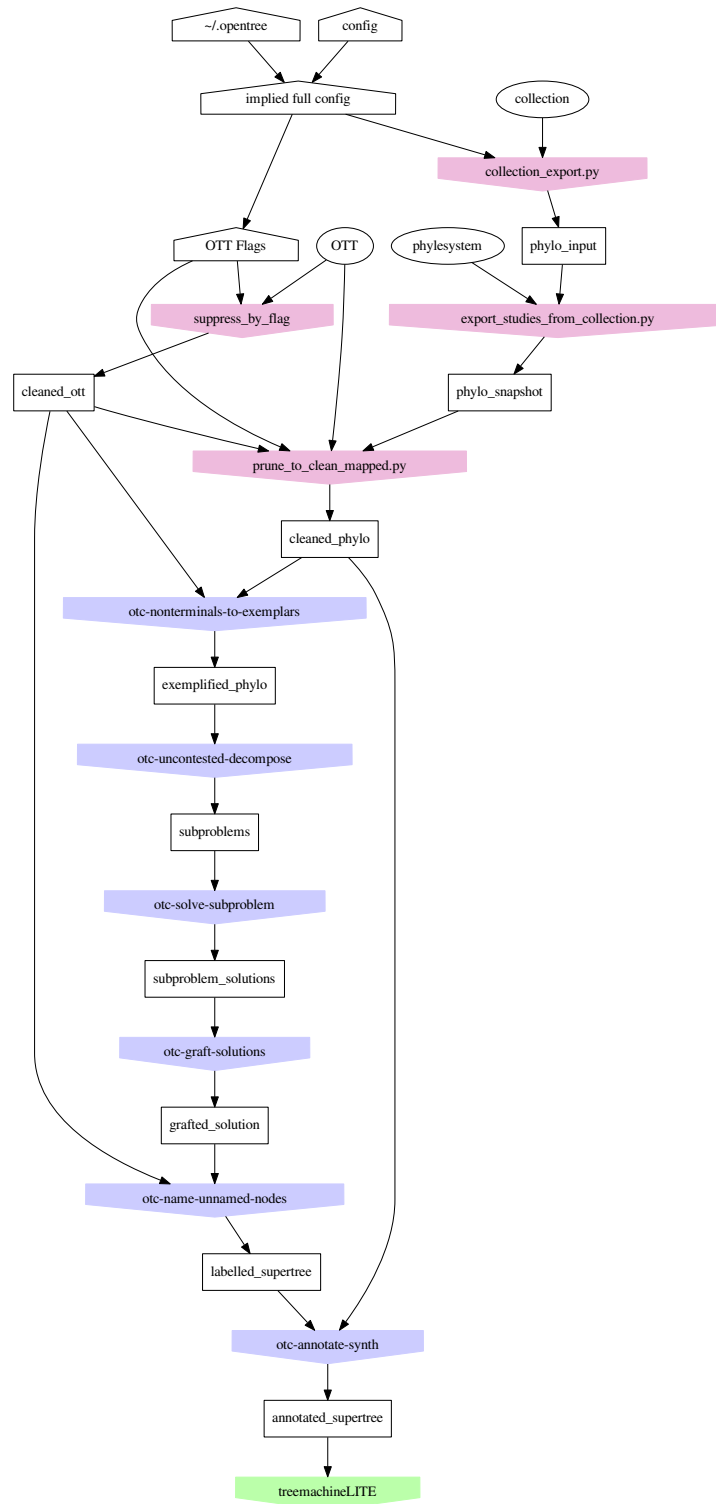 ~/.opentree
config
implied full config
collection
collection_export.py
OTT Flags
OTT
phylesystem
phylo_input
suppress_by_flag
export_studies_from_collection.py
cleaned_ott
phylo_snapshot
prune_to_clean_mapped.py
cleaned_phylo
otc-nonterminals-to-exemplars
exemplified_phylo
otc-uncontested-decompose
subproblems
otc-solve-subproblem
subproblem_solutions
otc-graft-solutions
grafted_solution
otc-name-unnamed-nodes
labelled_supertree
otc-annotate-synth
annotated_supertree
treemachineLITE